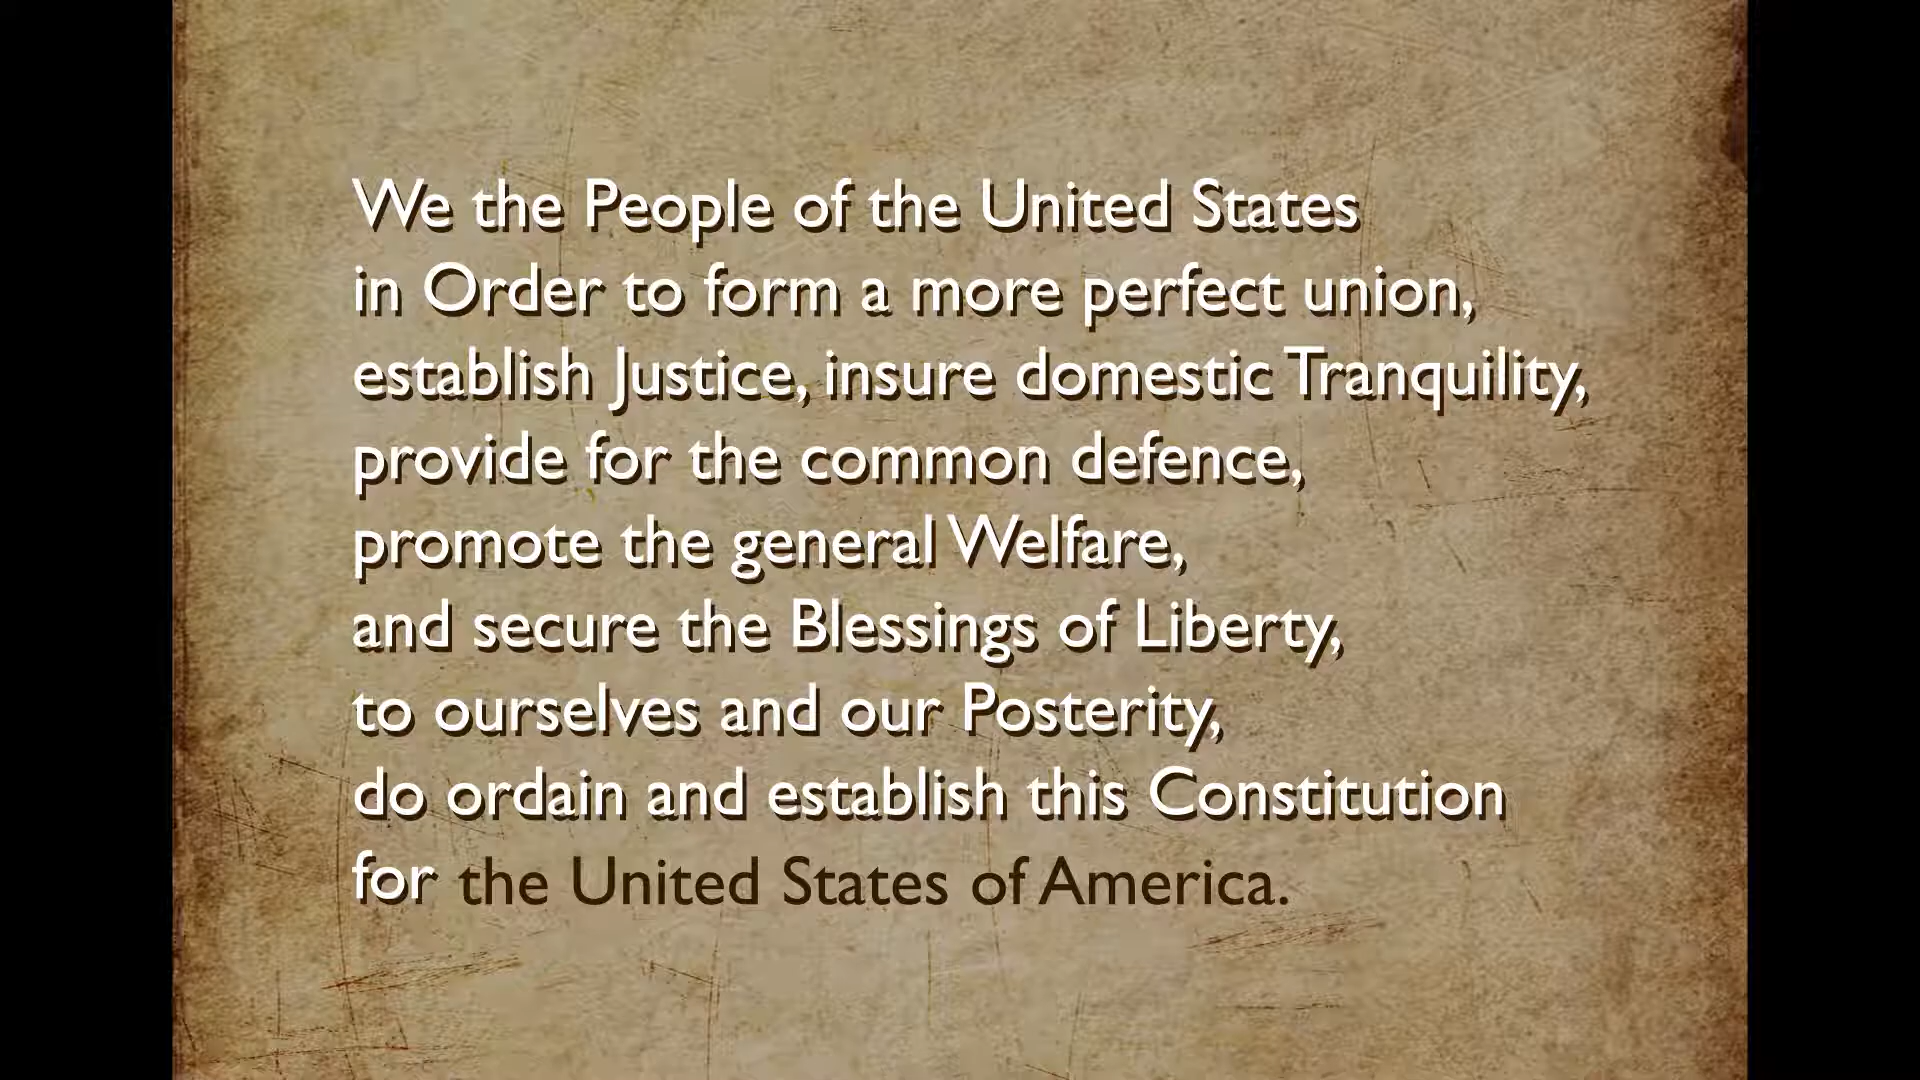 We the People of the United States
in Order to form a more perfect union,
establish Justice, insure domestic Tranquility,
provide for the common defence,
promote the general Welfare,
and secure the Blessings of Liberty,
to ourselves and our Posterity,
do ordain and establish this Constitution
for the United States of America.